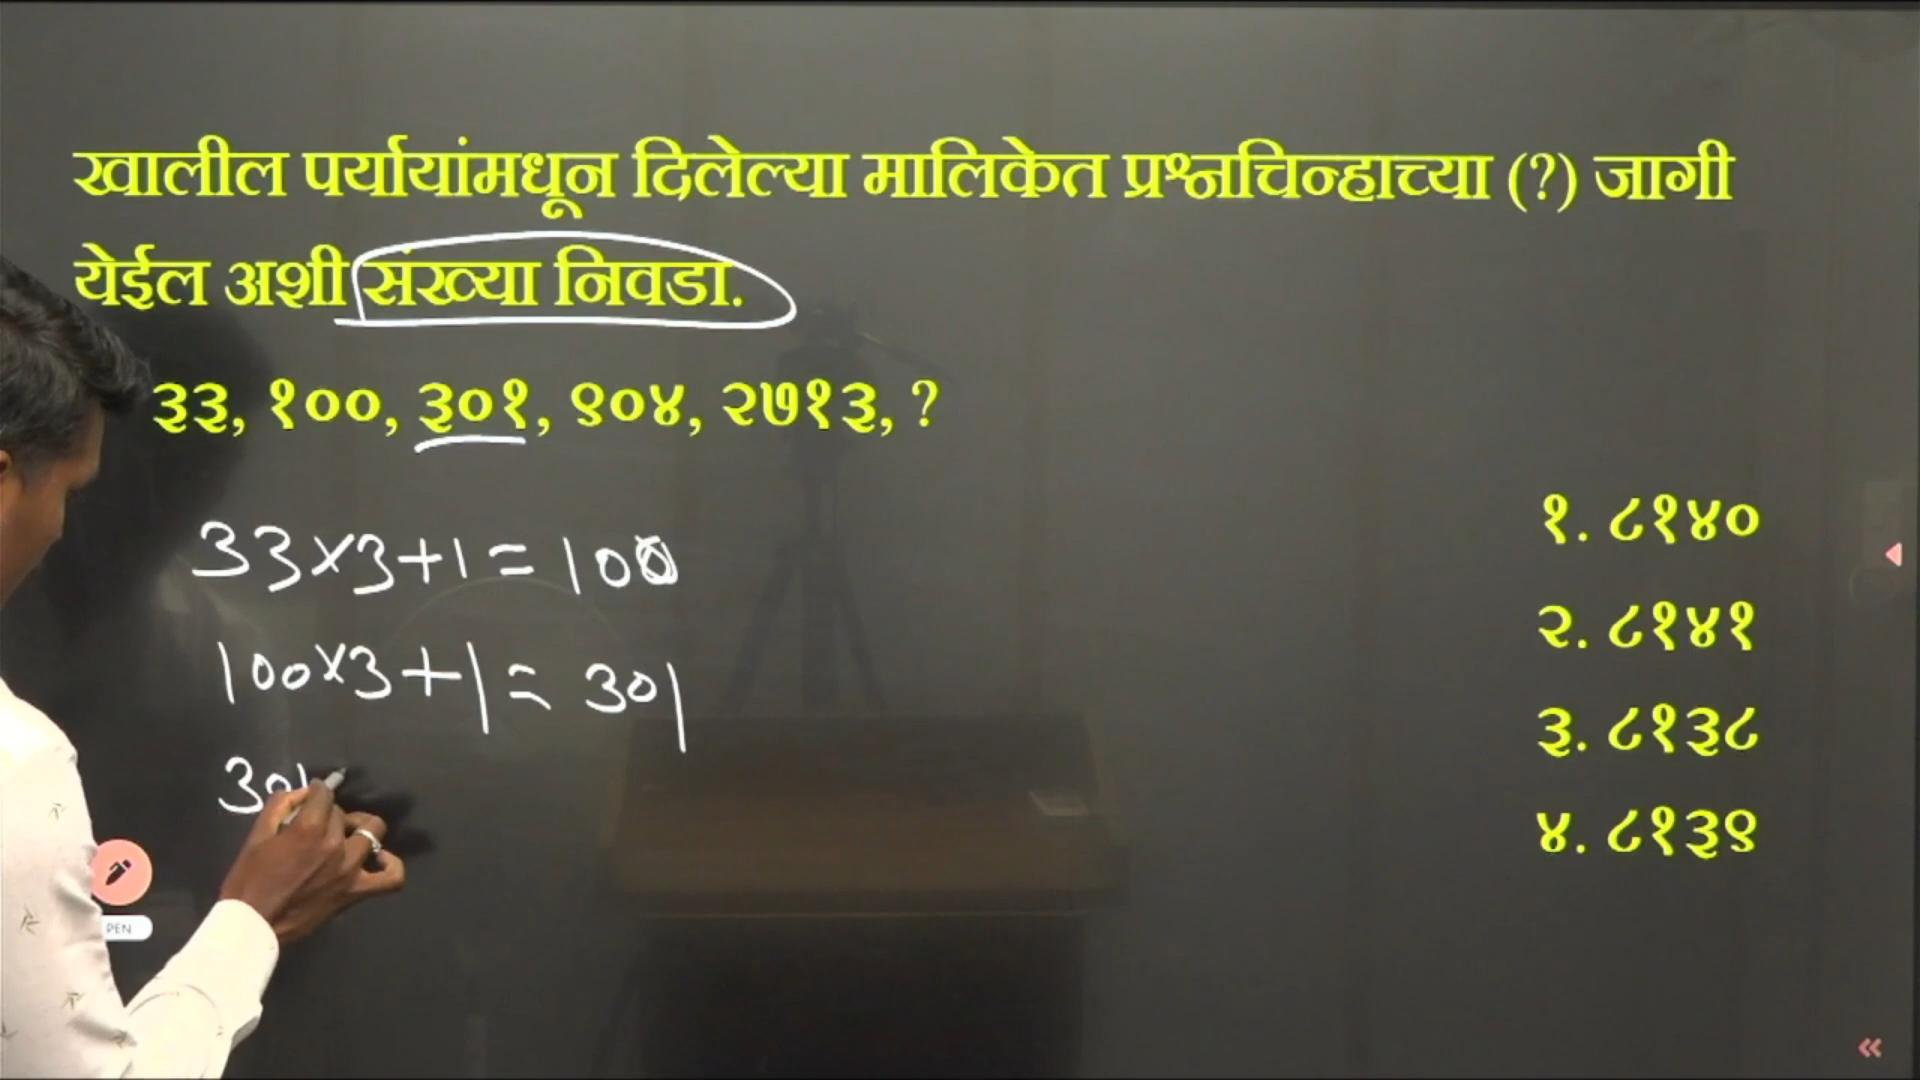 खालील पर्यायांमधून दिलेल्या मालिकेत प्रश्नचिन्हाच्या (?) जागी
येईल अशी संख्या निवडा.
३३, १००, ३०१, ९०४, २७१३, ?
33×3+1=100
100×3+1=301
301
१. ८१४०
२. ८१४१
३. ८१३८
४. ८१३९
PEN